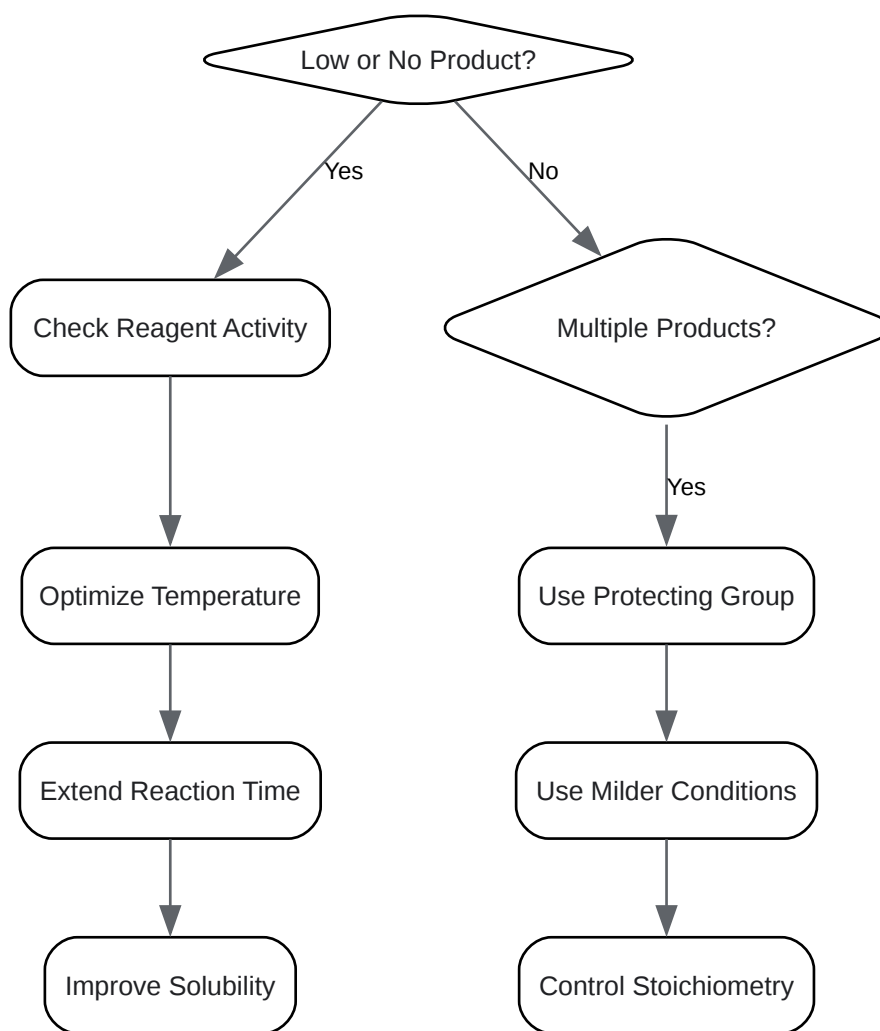 Low or No Product?
Yes
No
Check Reagent Activity
Multiple Products?
Yes
Optimize Temperature
Use Protecting Group
Extend Reaction Time
Use Milder Conditions
Improve Solubility
Control Stoichiometry